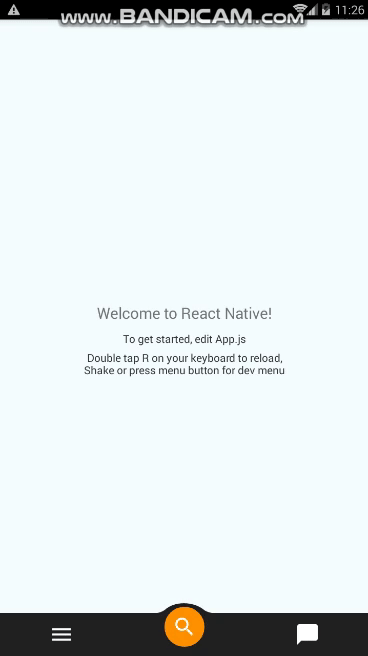 www.BANDICAM.com
11:26
Welcome to React Native!
To get started, edit App.js
Double tap R on your keyboard to reload,
Shake or press menu button for dev menu